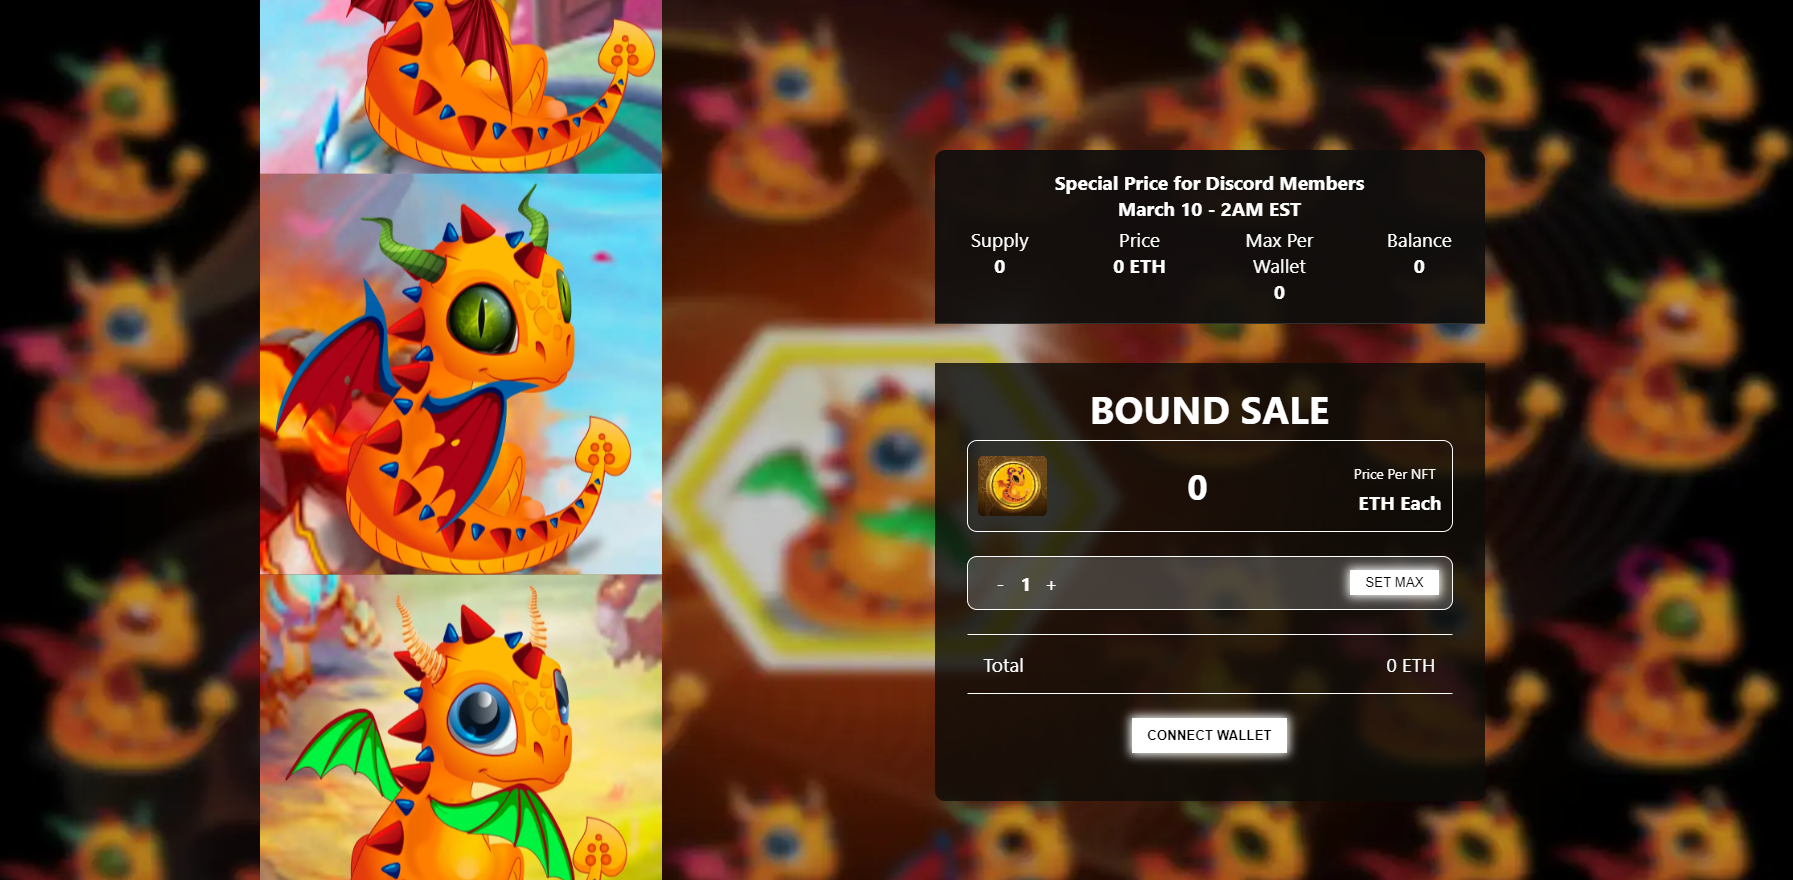 Special Price for Discord Members
March 10 - 2AM EST
Supply
0
Price
0 ETH
Max Per
Wallet
0
Balance
0
BOUND SALE
0
Price Per NFT
ETH Each
- 1 +
SET MAX
Total
0 ETH
CONNECT WALLET